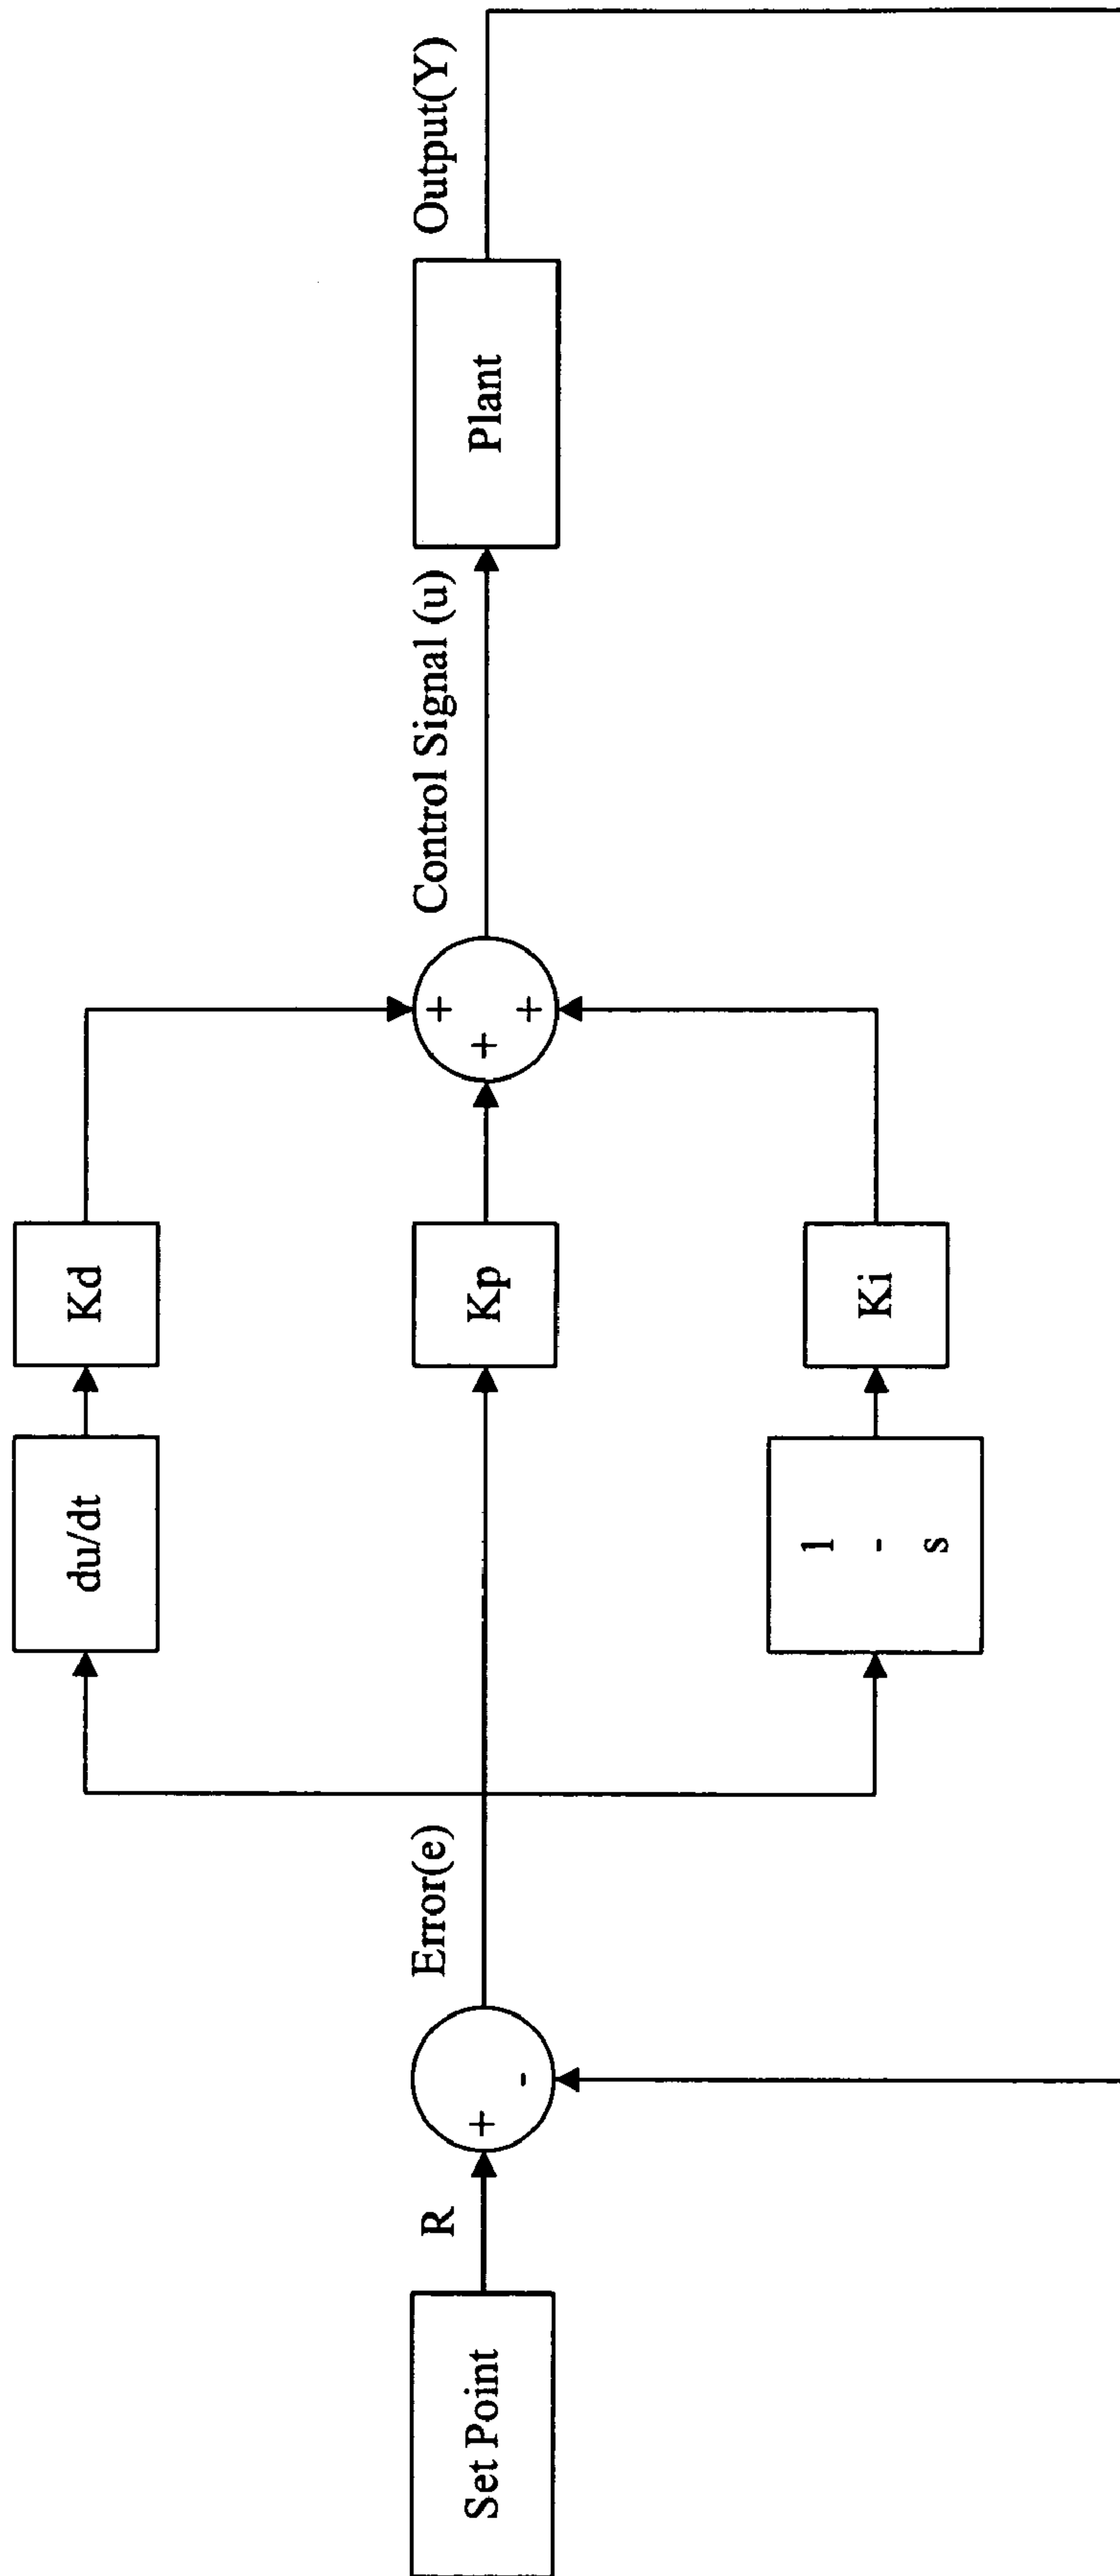 Set Point
R
+
-
Error(e)
du/dt
Kd
Kp
1
-
s
Ki
+
+
+
Control Signal (u)
Plant
Output(Y)